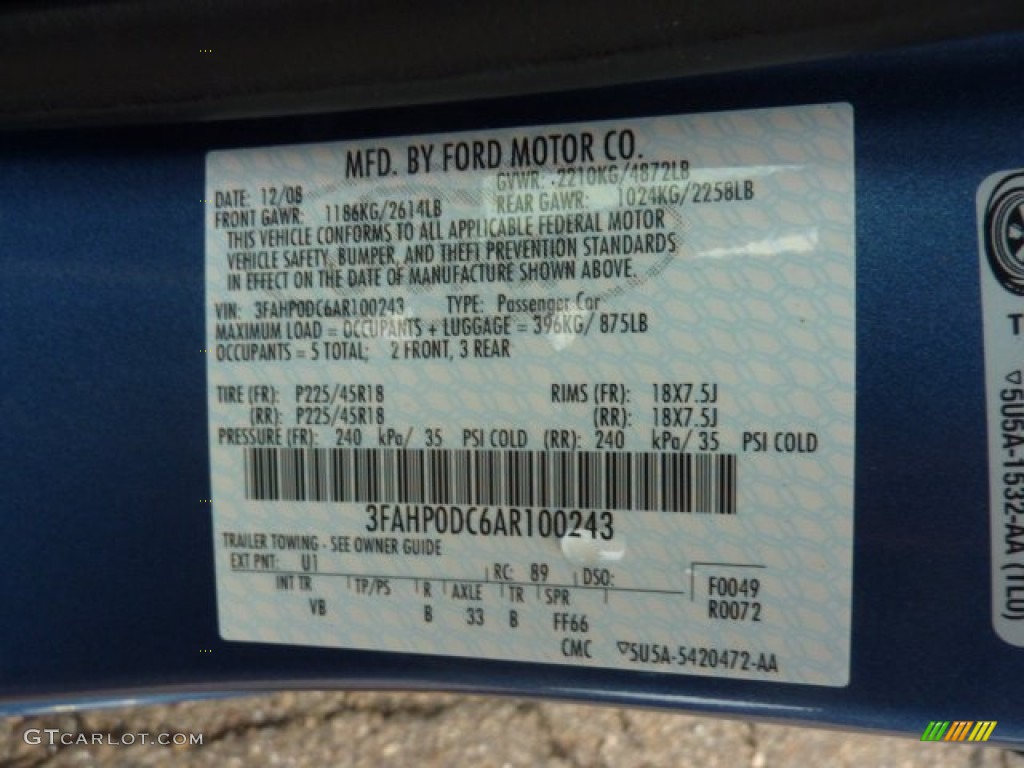 MFD. BY FORD MOTOR CO.
DATE: 12/08 GVWR: 2210KG/4872LB
FRONT GAWR: 1186KG/2614LB REAR GAWR: 1024KG/2258LB
THIS VEHICLE CONFORMS TO ALL APPLICABLE FEDERAL MOTOR
VEHICLE SAFETY, BUMPER, AND THEFT PREVENTION STANDARDS
IN EFFECT ON THE DATE OF MANUFACTURE SHOWN ABOVE.
VIN: 3FAHP0DC6AR100243 TYPE: Passenger Car
MAXIMUM LOAD = OCCUPANTS + LUGGAGE = 396KG/ 875LB
OCCUPANTS = 5 TOTAL; 2 FRONT, 3 REAR
TIRE (FR): P225/45R18 RIMS (FR): 18X7.5J
(RR): P225/45R18 (RR): 18X7.5J
PRESSURE (FR): 240 kPa/ 35 PSI COLD (RR): 240 kPa/ 35 PSI COLD
3FAHP0DC6AR100243
TRAILER TOWING - SEE OWNER GUIDE
EXT PNT: U1 RC: 89 DSO: F0049
INT TR TP/PS R AXLE TR SPR R0072
VB B 33 B FF66
CMC ▽5U5A-5420472-AA
T
▽5U5A-1532-AA (TLU)
GTCARLOT.COM